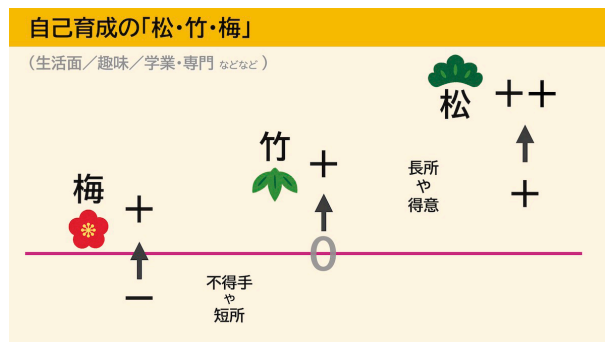 自己育成の「松・竹・梅」
（生活面／趣味／学業・専門 などなど）
松
++
+
長所
や
得意
竹
+
0
梅
+
−
不得手
や
短所